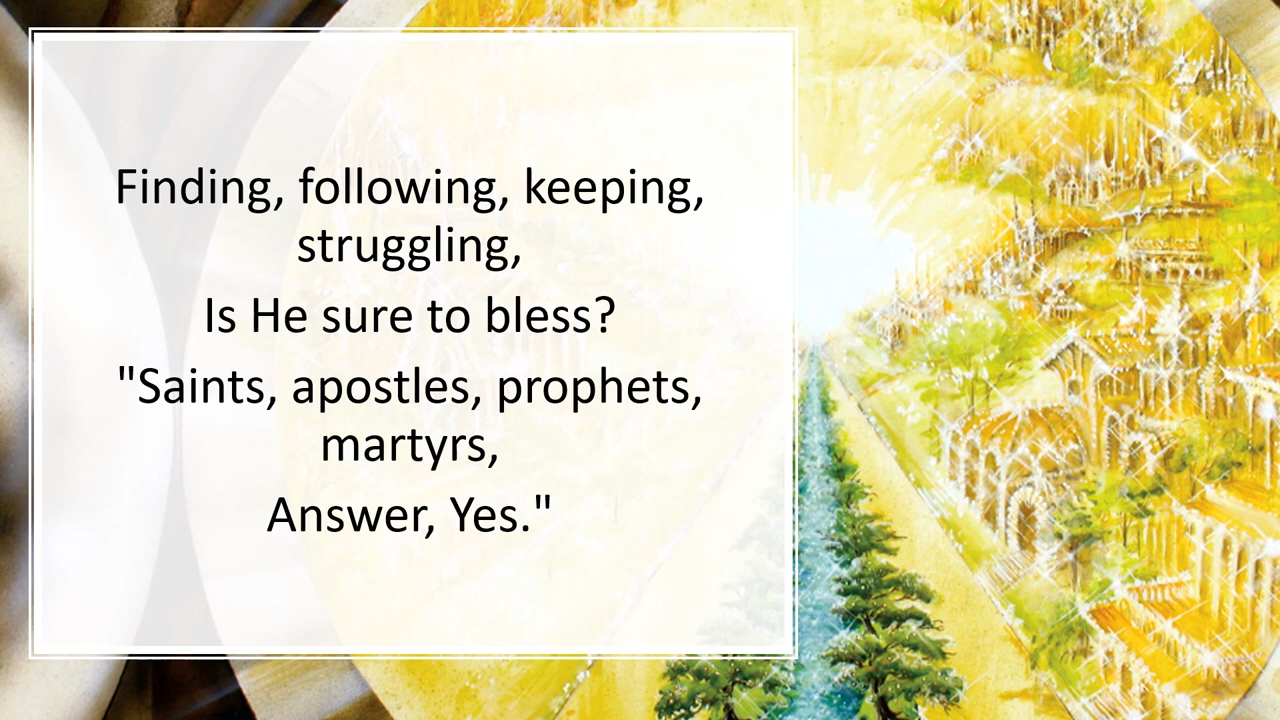 Finding, following, keeping,
struggling,
Is He sure to bless?
"Saints, apostles, prophets,
martyrs,
Answer, Yes."